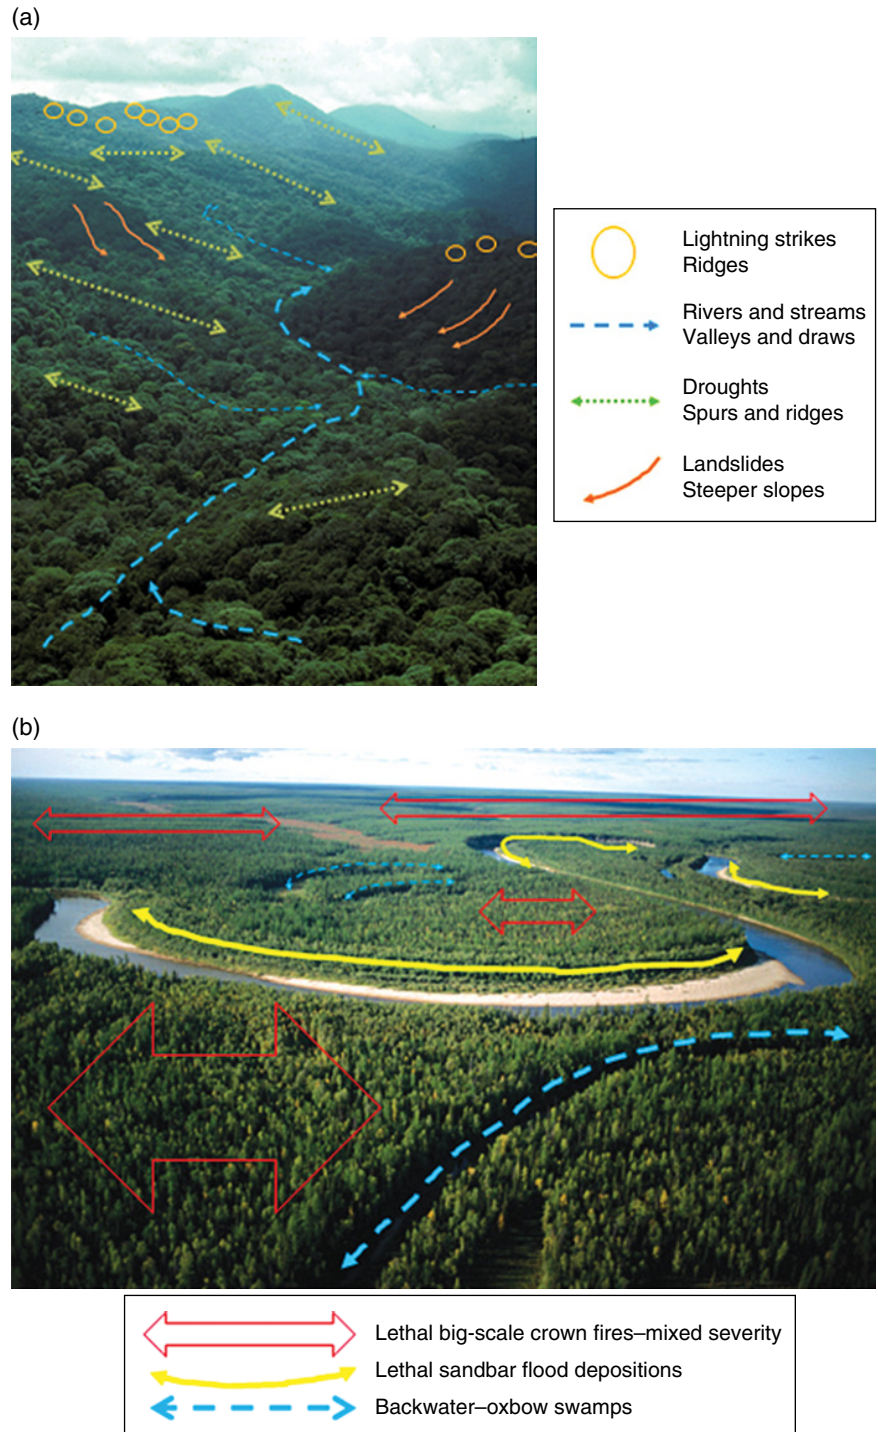 (a)
Lightning strikes
Ridges
Rivers and streams
Valleys and draws
Droughts
Spurs and ridges
Landslides
Steeper slopes
(b)
Lethal big-scale crown fires–mixed severity
Lethal sandbar flood depositions
Backwater–oxbow swamps